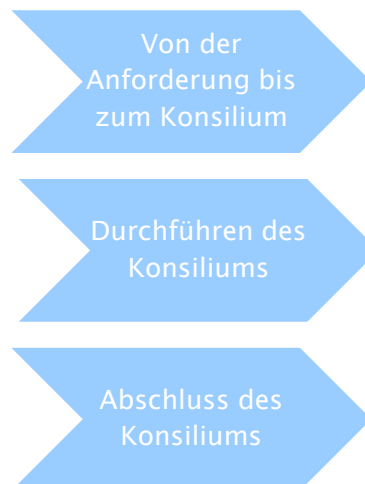 Von der
Anforderung bis
zum Konsilium
Durchführen des
Konsiliums
Abschluss des
Konsiliums